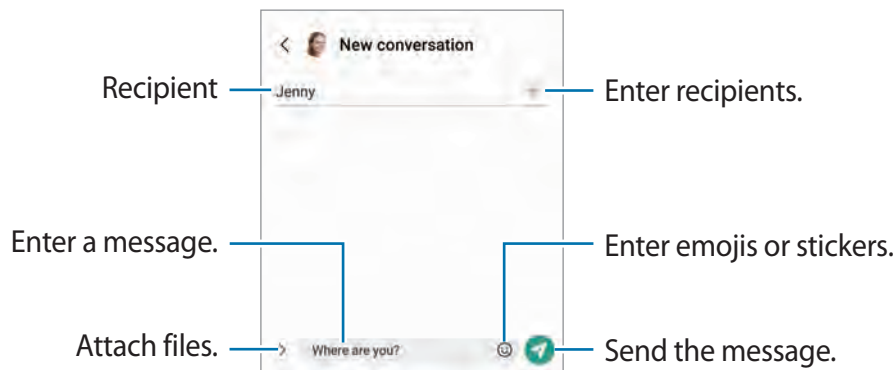 New conversation
Recipient
Jenny
Enter recipients.
Enter a message.
Enter emojis or stickers.
Attach files.
Where are you?
Send the message.